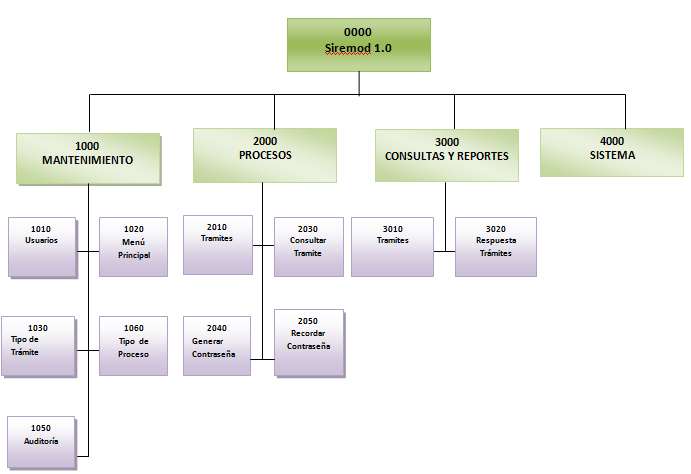 0000
Siremod 1.0
1000
MANTENIMIENTO
2000
PROCESOS
3000
CONSULTAS Y REPORTES
4000
SISTEMA
1010
Usuarios
1020
Menú
Principal
2010
Tramites
2030
Consultar
Tramite
3010
Tramites
3020
Respuesta
Trámites
1030
Tipo de
Trámite
1060
Tipo de
Proceso
2040
Generar
Contraseña
2050
Recordar
Contraseña
1050
Auditoría